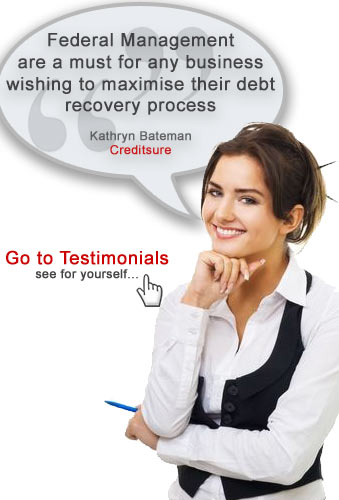 Federal Management
are a must for any business
wishing to maximise their debt
recovery process
Kathryn Bateman
Creditsure
Go to Testimonials
see for yourself...